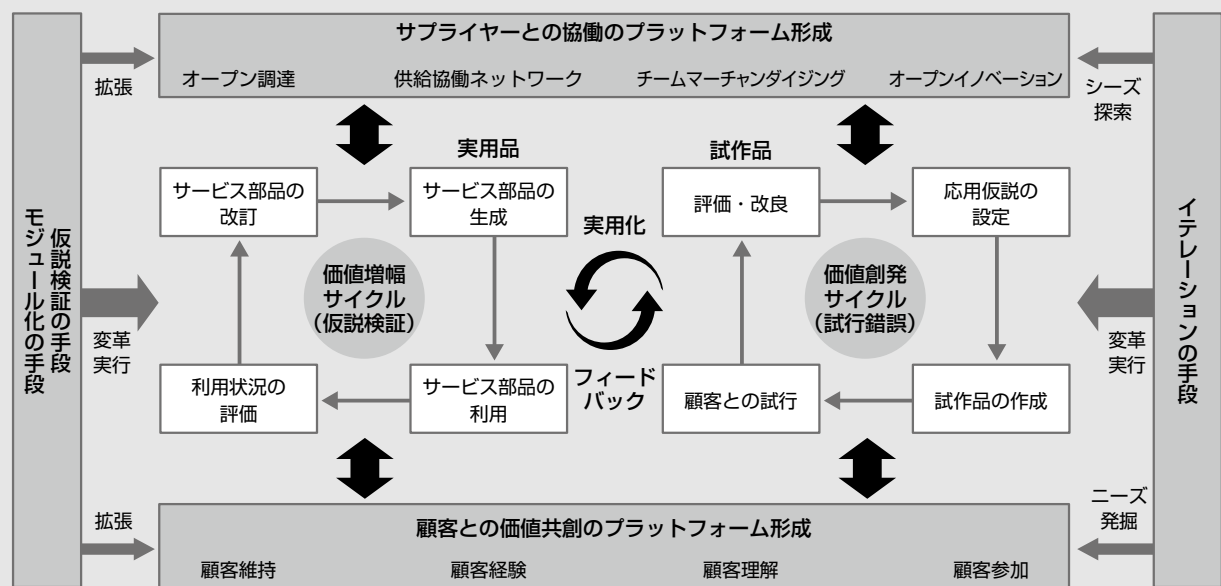 サプライヤーとの協働のプラットフォーム形成
オープン調達
供給協働ネットワーク
チームマーチャンダイジング
オープンイノベーション
拡張
シーズ
探索
仮説検証の手段
モジュール化の手段
イテレーションの手段
実用品
試作品
サービス部品の
改訂
サービス部品の
生成
評価・改良
応用仮説の
設定
実用化
価値増幅
サイクル
（仮説検証）
価値創発
サイクル
（試行錯誤）
変革
実行
変革
実行
フィード
バック
利用状況の
評価
サービス部品の
利用
顧客との試行
試作品の作成
拡張
ニーズ
発掘
顧客との価値共創のプラットフォーム形成
顧客維持
顧客経験
顧客理解
顧客参加